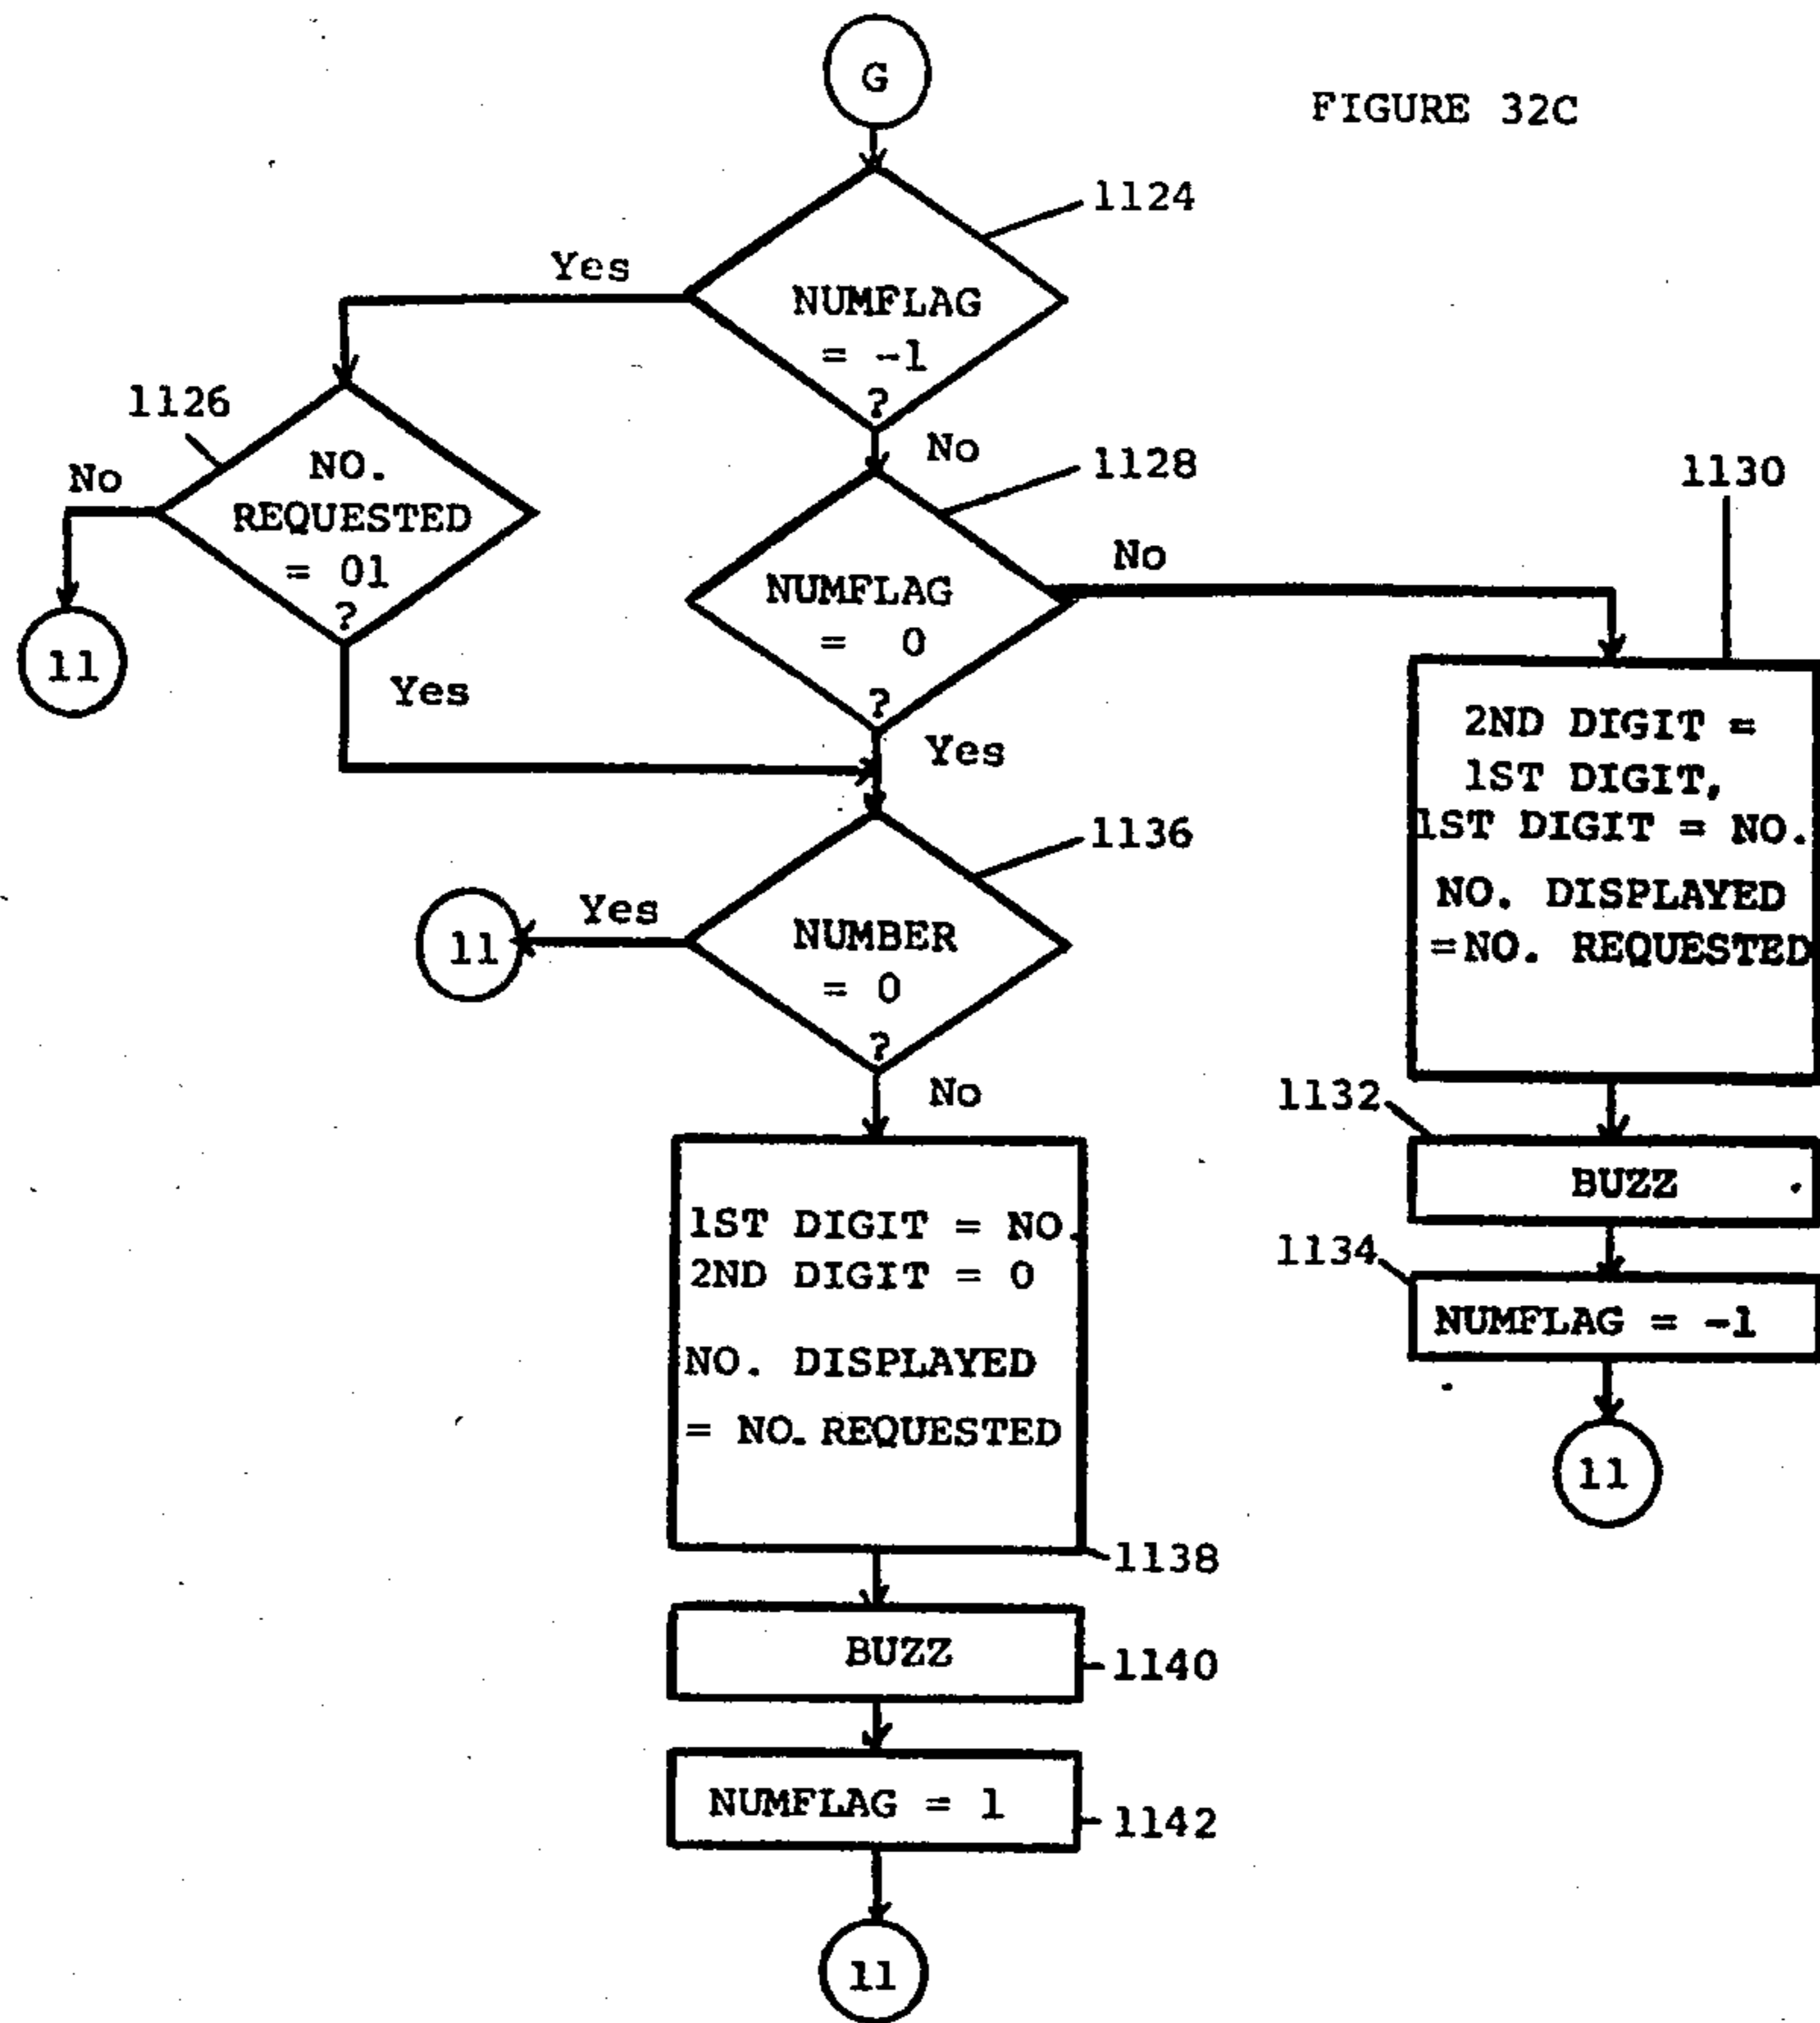 G
FIGURE 32C
1124
Yes
NUMFLAG
= -1
?
1126
No
NO.
REQUESTED
= 01
?
No
1128
1130
11
Yes
NUMFLAG
= 0
?
No
Yes
2ND DIGIT =
1ST DIGIT,
1ST DIGIT = NO.
NO. DISPLAYED
=NO. REQUESTED
1136
11
Yes
NUMBER
= 0
?
No
1132
BUZZ
1134
NUMFLAG = -1
11
1ST DIGIT = NO.
2ND DIGIT = 0
NO. DISPLAYED
= NO. REQUESTED
1138
BUZZ
1140
NUMFLAG = 1
1142
11